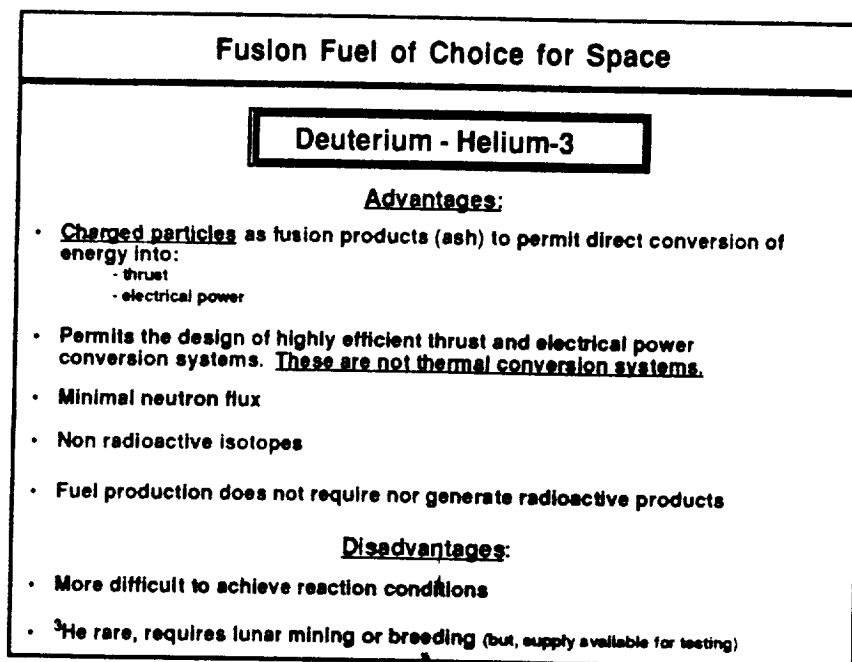 Fusion Fuel of Choice for Space
Deuterium - Helium-3
Advantages:
• Charged particles as fusion products (ash) to permit direct conversion of
energy into:
- thrust
- electrical power
• Permits the design of highly efficient thrust and electrical power
conversion systems. These are not thermal conversion systems.
• Minimal neutron flux
• Non radioactive isotopes
• Fuel production does not require nor generate radioactive products
Disadvantages:
• More difficult to achieve reaction conditions
• ³He rare, requires lunar mining or breeding (but, supply available for testing)